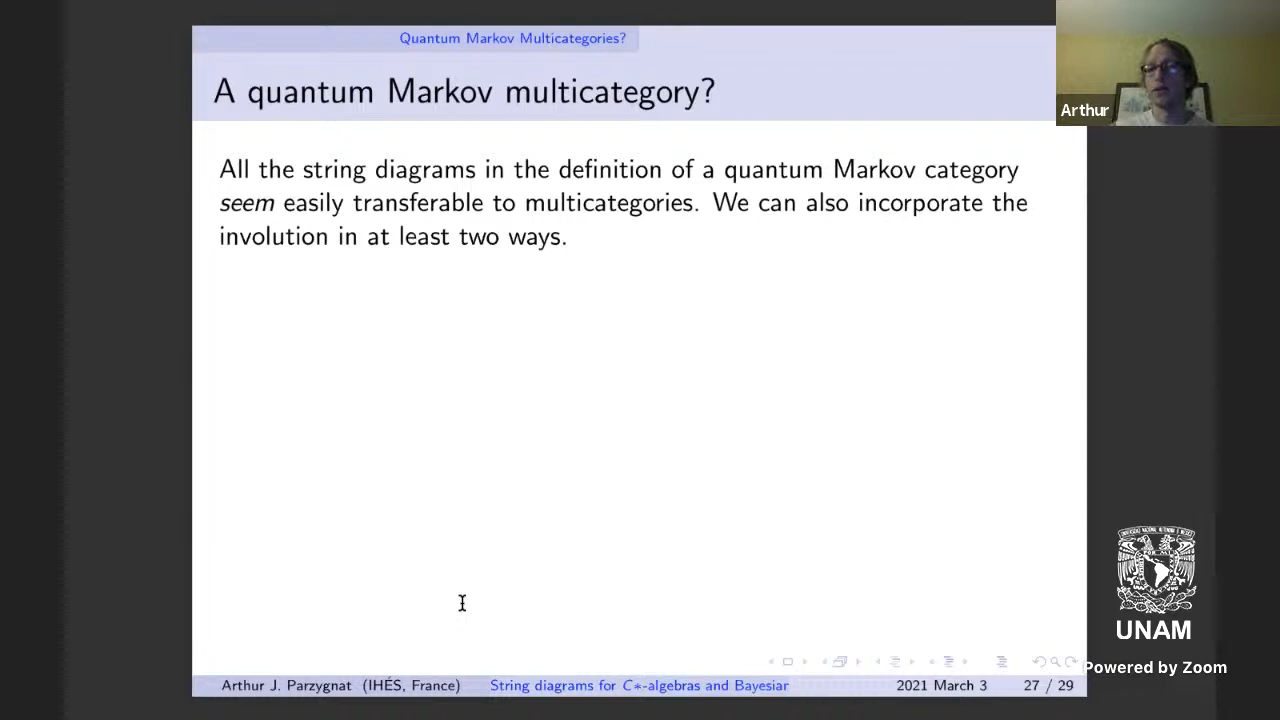 Quantum Markov Multicategories?
A quantum Markov multicategory?
Arthur
All the string diagrams in the definition of a quantum Markov category
seem easily transferable to multicategories. We can also incorporate the
involution in at least two ways.
UNAM
Powered by Zoom
Arthur J. Parzygnat (IHÉS, France) String diagrams for C∗-algebras and Bayesiar 2021 March 3 27 / 29